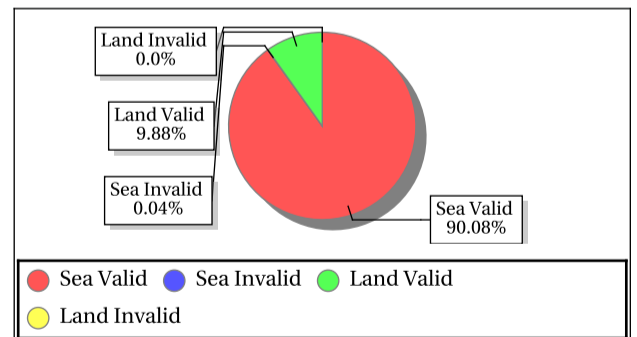 Land Invalid
0.0%
Land Valid
9.88%
Sea Invalid
0.04%
Sea Valid
90.08%
Sea Valid Sea Invalid Land Valid
Land Invalid